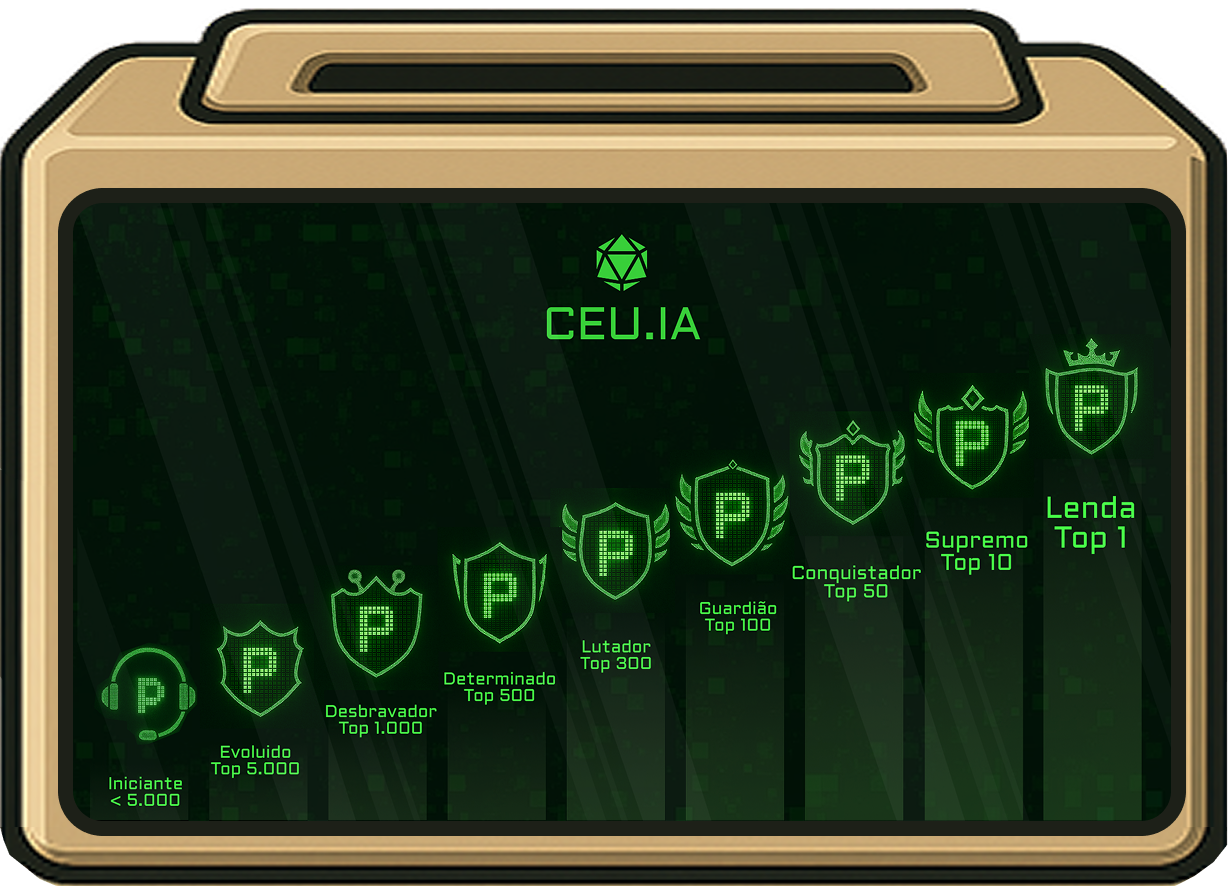 CEU.IA
Lenda
Top 1
Supremo
Top 10
Conquistador
Top 50
Guardião
Top 100
Lutador
Top 300
Determinado
Top 500
Desbravador
Top 1.000
Evoluido
Top 5.000
Iniciante
< 5.000
P
P
P
P
P
P
P
P
P